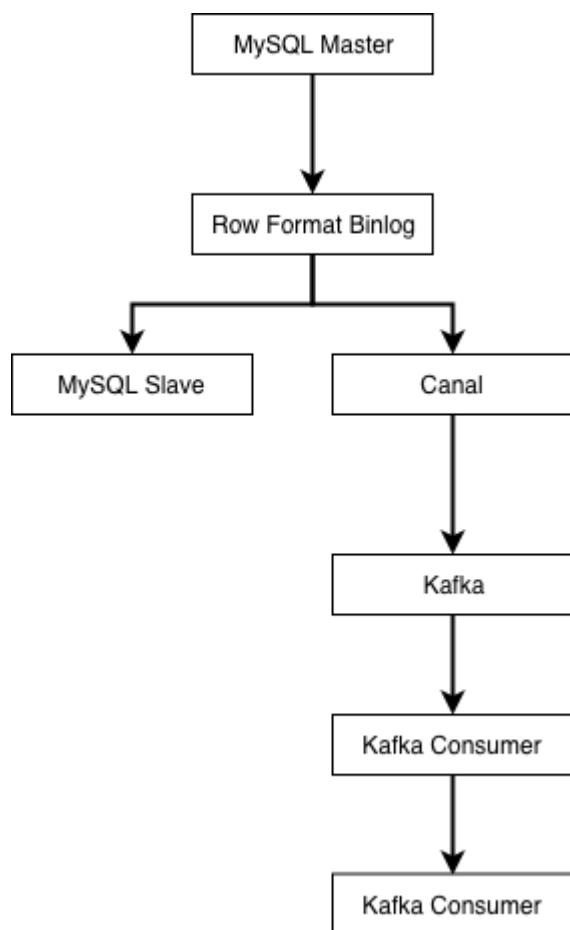 MySQL Master
Row Format Binlog
MySQL Slave
Canal
Kafka
Kafka Consumer
Kafka Consumer